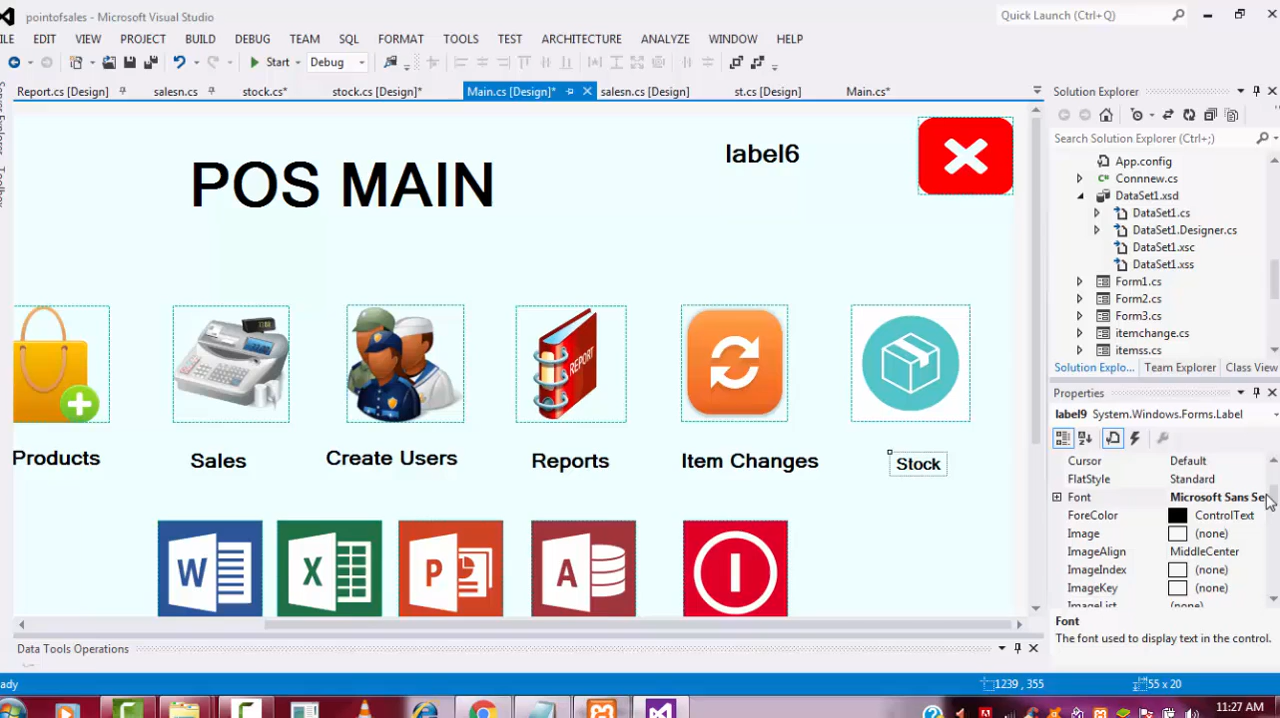 pointofsales - Microsoft Visual Studio
Quick Launch (Ctrl+Q)
ILE EDIT VIEW PROJECT BUILD DEBUG TEAM SQL FORMAT TOOLS TEST ARCHITECTURE ANALYZE WINDOW HELP
Start Debug
Report.cs [Design] salesn.cs stock.cs* stock.cs [Design]* Main.cs [Design]* salesn.cs [Design] st.cs [Design] Main.cs*
Solution Explorer
Search Solution Explorer (Ctrl+;)
App.config
Connnew.cs
DataSet1.xsd
DataSet1.cs
DataSet1.Designer.cs
DataSet1.xsc
DataSet1.xss
Form1.cs
Form2.cs
Form3.cs
itemchange.cs
itemss.cs
Solution Explo... Team Explorer Class View
Toolbox
POS MAIN
label6
REPORT
Products Sales Create Users Reports Item Changes Stock
W X P A
Properties
label9 System.Windows.Forms.Label
Cursor Default
FlatStyle Standard
Font Microsoft Sans Se
ForeColor ControlText
Image (none)
ImageAlign MiddleCenter
ImageIndex (none)
ImageKey (none)
ImageList (none)
Font
The font used to display text in the control.
Data Tools Operations
ady
1239 , 355
55 x 20
11:27 AM